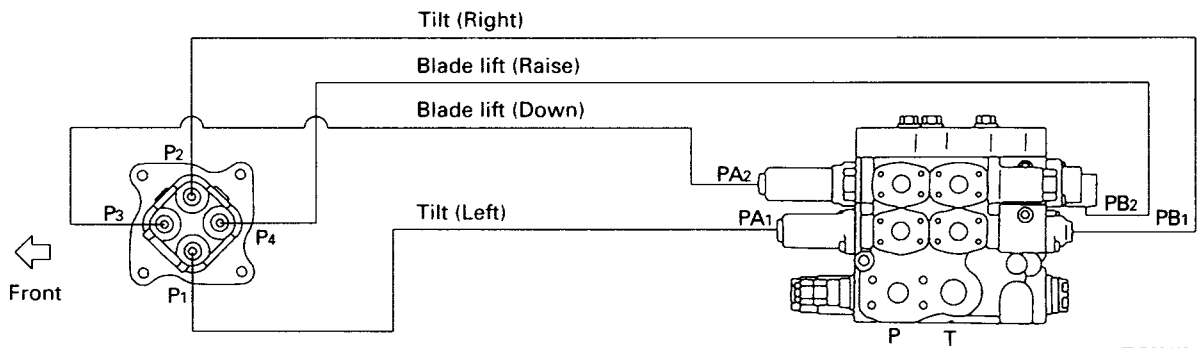 Tilt (Right)
Blade lift (Raise)
Blade lift (Down)
P2
PA2
P3
PB2
PB1
Tilt (Left)
PA1
P4
Front
P1
P
T